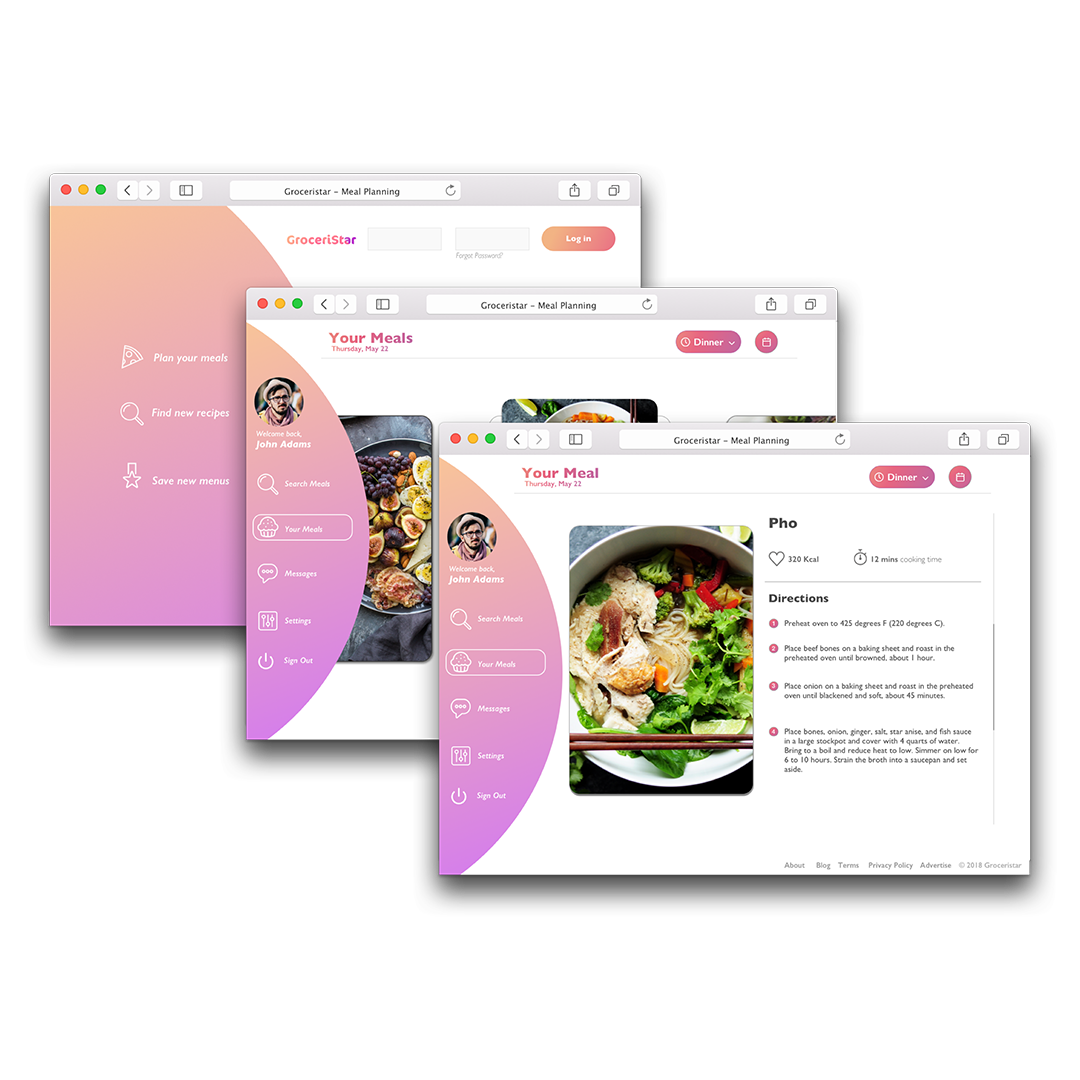 Groceristar – Meal Planning
GroceriStar
Log in
Forgot Password?
Plan your meals
Find new recipes
Save new menus
Groceristar – Meal Planning
Your Meals
Thursday, May 22
Dinner
Welcome back,
John Adams
Search Meals
Your Meals
Messages
Settings
Sign Out
Groceristar – Meal Planning
Your Meal
Thursday, May 22
Dinner
Welcome back,
John Adams
Search Meals
Your Meals
Messages
Settings
Sign Out
Pho
320 Kcal
12 mins cooking time
Directions
1 Preheat oven to 425 degrees F (220 degrees C).
2 Place beef bones on a baking sheet and roast in the
preheated oven until browned. about 1 hour.
3 Place onion on a baking sheet and roast in the preheated
oven until blackened and soft, about 45 minutes.
4 Place bones, onion, ginger, salt, star anise, and fish sauce
in a large stockpot and cover with 4 quarts of water.
Bring to a boil and reduce heat to low. Simmer on low for
6 to 10 hours. Strain the broth into a saucepan and set
aside.
About Blog Terms Privacy Policy Advertise © 2018 Groceristar